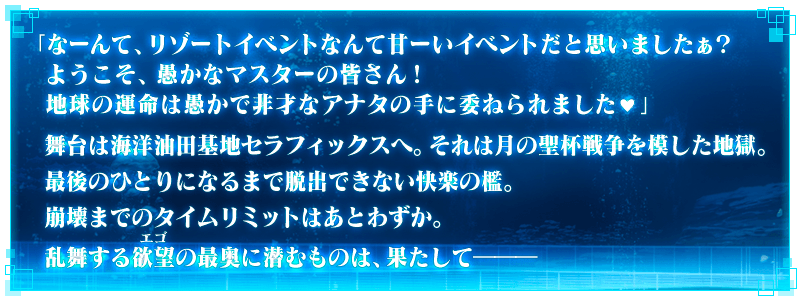 「なーんて、リゾートイベントなんて甘ーいイベントだと思いましたぁ?
ようこそ、愚かなマスターの皆さん!
地球の運命は愚かで非才なアナタの手に委ねられました♥」
舞台は海洋油田基地セラフィックスへ。それは月の聖杯戦争を模した地獄。
最後のひとりになるまで脱出できない快楽の檻。
崩壊までのタイムリミットはあとわずか。
エゴ
乱舞する欲望の最奥に潜むものは、果たして———